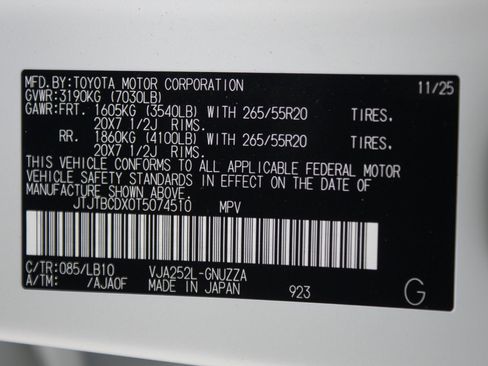 MFD.BY:TOYOTA MOTOR CORPORATION 11/25
GVWR:3190KG (7030LB)
GAWR:FRT. 1605KG (3540LB) WITH 265/55R20 TIRES.
20X7 1/2J RIMS.
RR. 1860KG (4100LB) WITH 265/55R20 TIRES.
20X7 1/2J RIMS.
THIS VEHICLE CONFORMS TO ALL APPLICABLE FEDERAL MOTOR
VEHICLE SAFETY STANDARDS IN EFFECT ON THE DATE
OF MANUFACTURE SHOWN ABOVE.
JTJTBCDX0T5074510 MPV
C/TR:085/LB10 VJA252L-GNUZZA
A/TM: /AJA0F MADE IN JAPAN 923 G